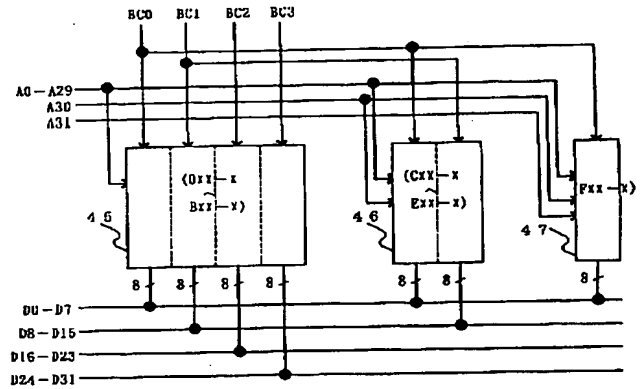 BC0 BC1 BC2 BC3
A0-A29
A30
A31
(0xx-x
~
Bxx-x)
(Cxx-x
~
Exx-x)
Fxx-x)
45
46
47
8 8 8 8 8 8 8
D0-D7
D8-D15
D16-D23
D24-D31